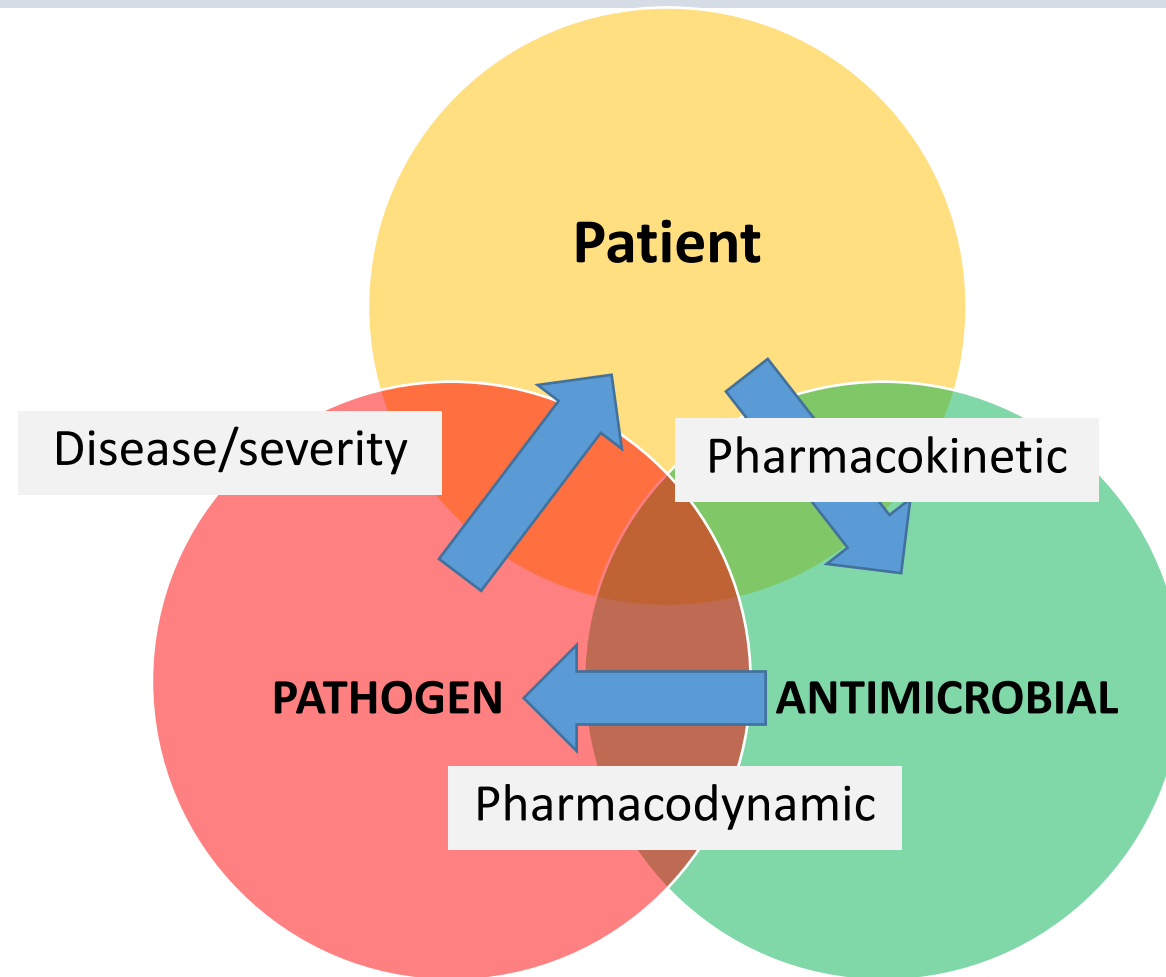 Patient
Disease/severity
Pharmacokinetic
PATHOGEN
ANTIMICROBIAL
Pharmacodynamic